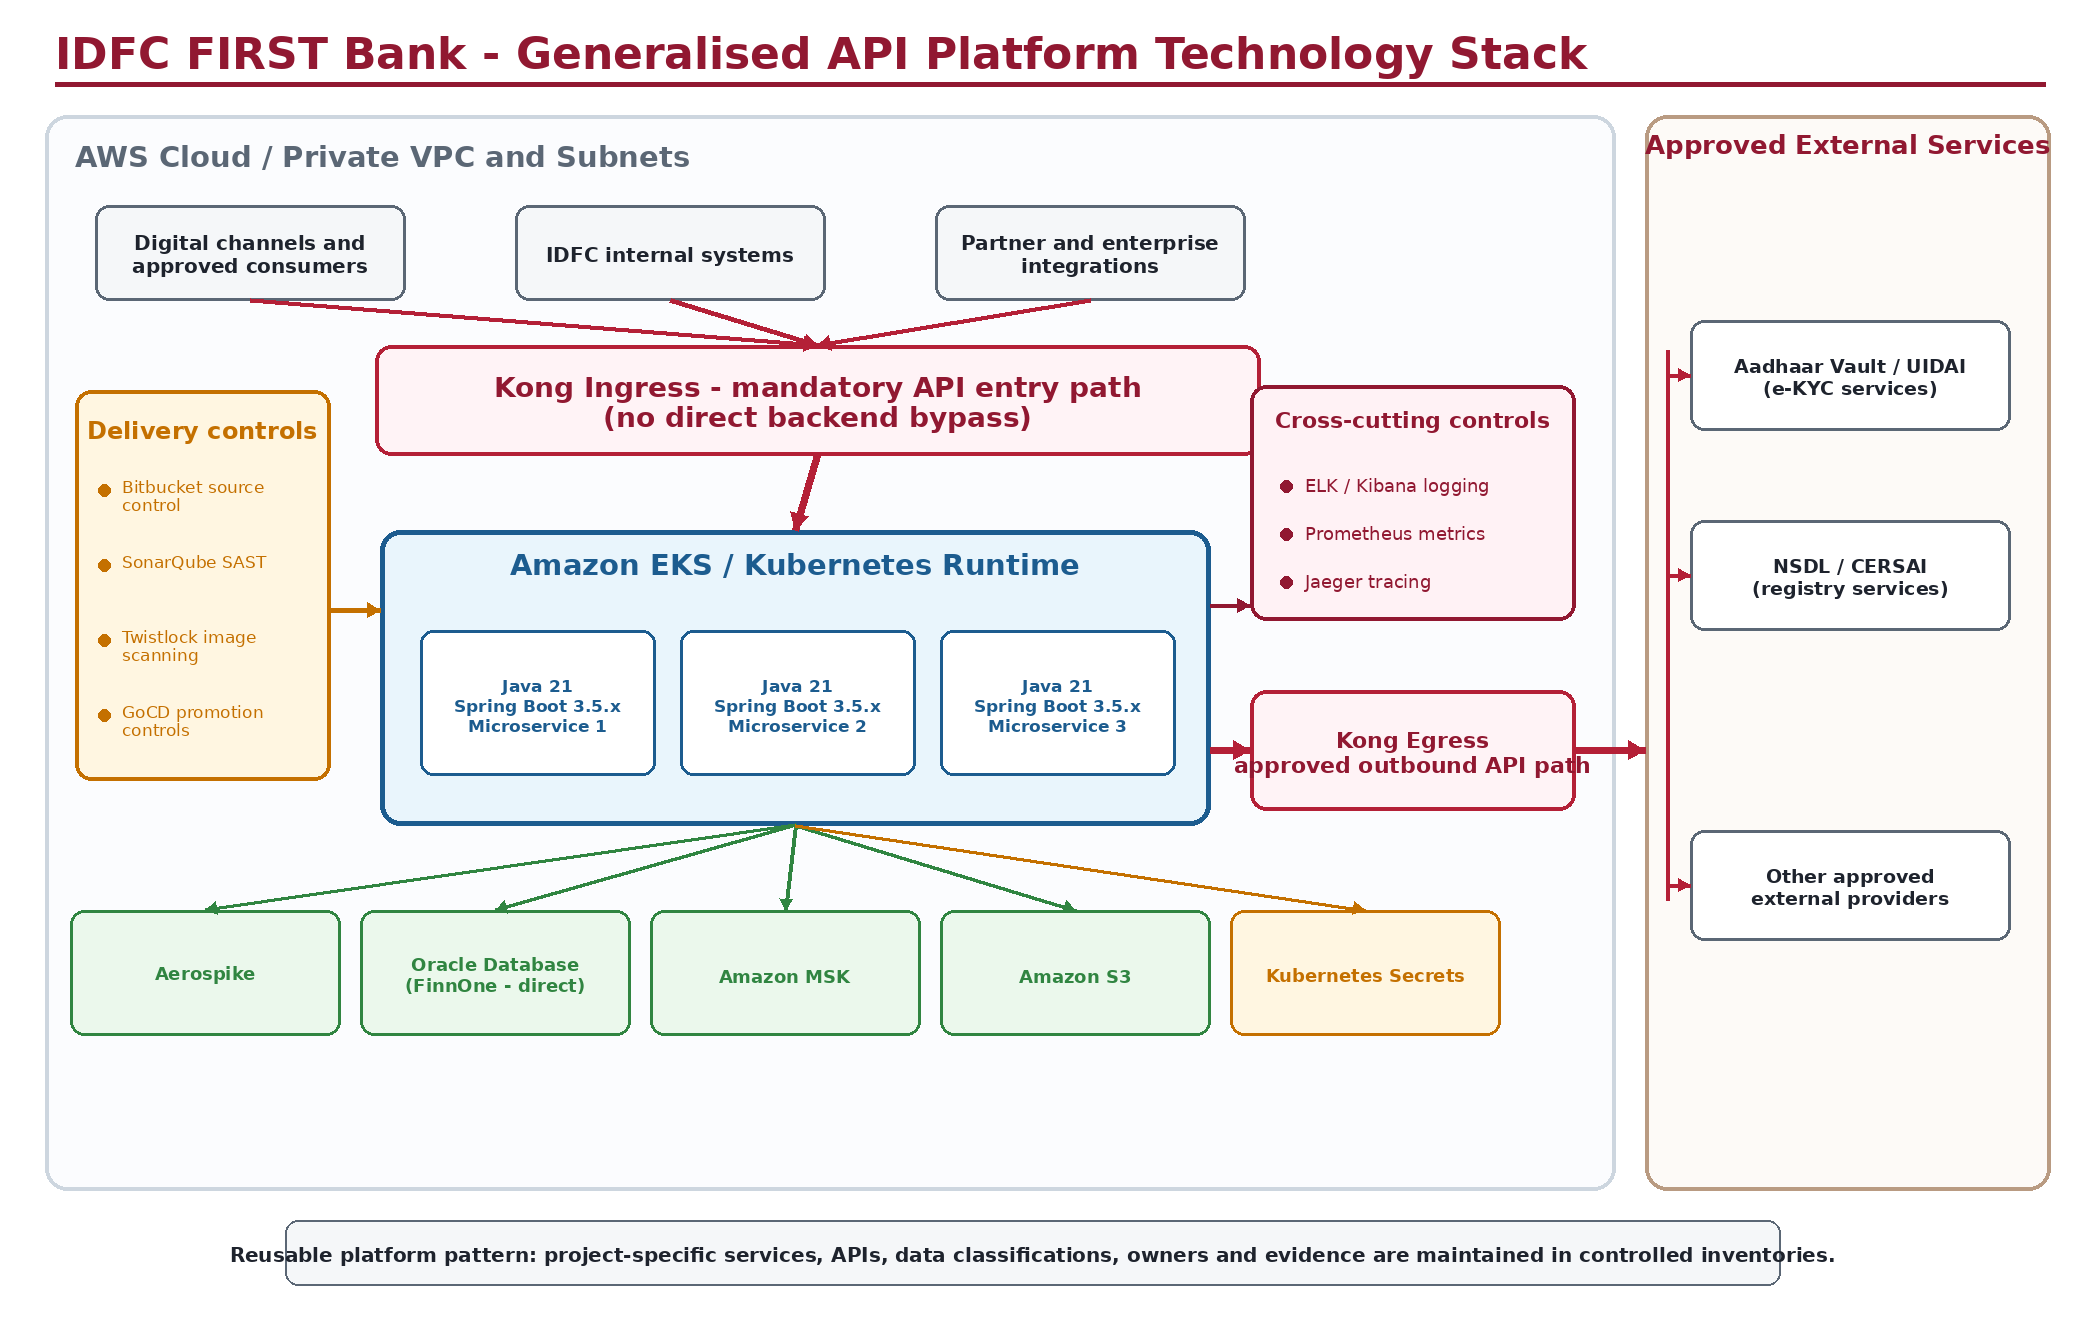 IDFC FIRST Bank - Generalised API Platform Technology Stack
AWS Cloud / Private VPC and Subnets
Digital channels and
approved consumers
IDFC internal systems
Partner and enterprise
integrations
Kong Ingress - mandatory API entry path
(no direct backend bypass)
Delivery controls
Bitbucket source
control
SonarQube SAST
Twistlock image
scanning
GoCD promotion
controls
Amazon EKS / Kubernetes Runtime
Java 21
Spring Boot 3.5.x
Microservice 1
Java 21
Spring Boot 3.5.x
Microservice 2
Java 21
Spring Boot 3.5.x
Microservice 3
Cross-cutting controls
ELK / Kibana logging
Prometheus metrics
Jaeger tracing
Kong Egress
approved outbound API path
Aerospike
Oracle Database
(FinnOne - direct)
Amazon MSK
Amazon S3
Kubernetes Secrets
Approved External Services
Aadhaar Vault / UIDAI
(e-KYC services)
NSDL / CERSAI
(registry services)
Other approved
external providers
Reusable platform pattern: project-specific services, APIs, data classifications, owners and evidence are maintained in controlled inventories.